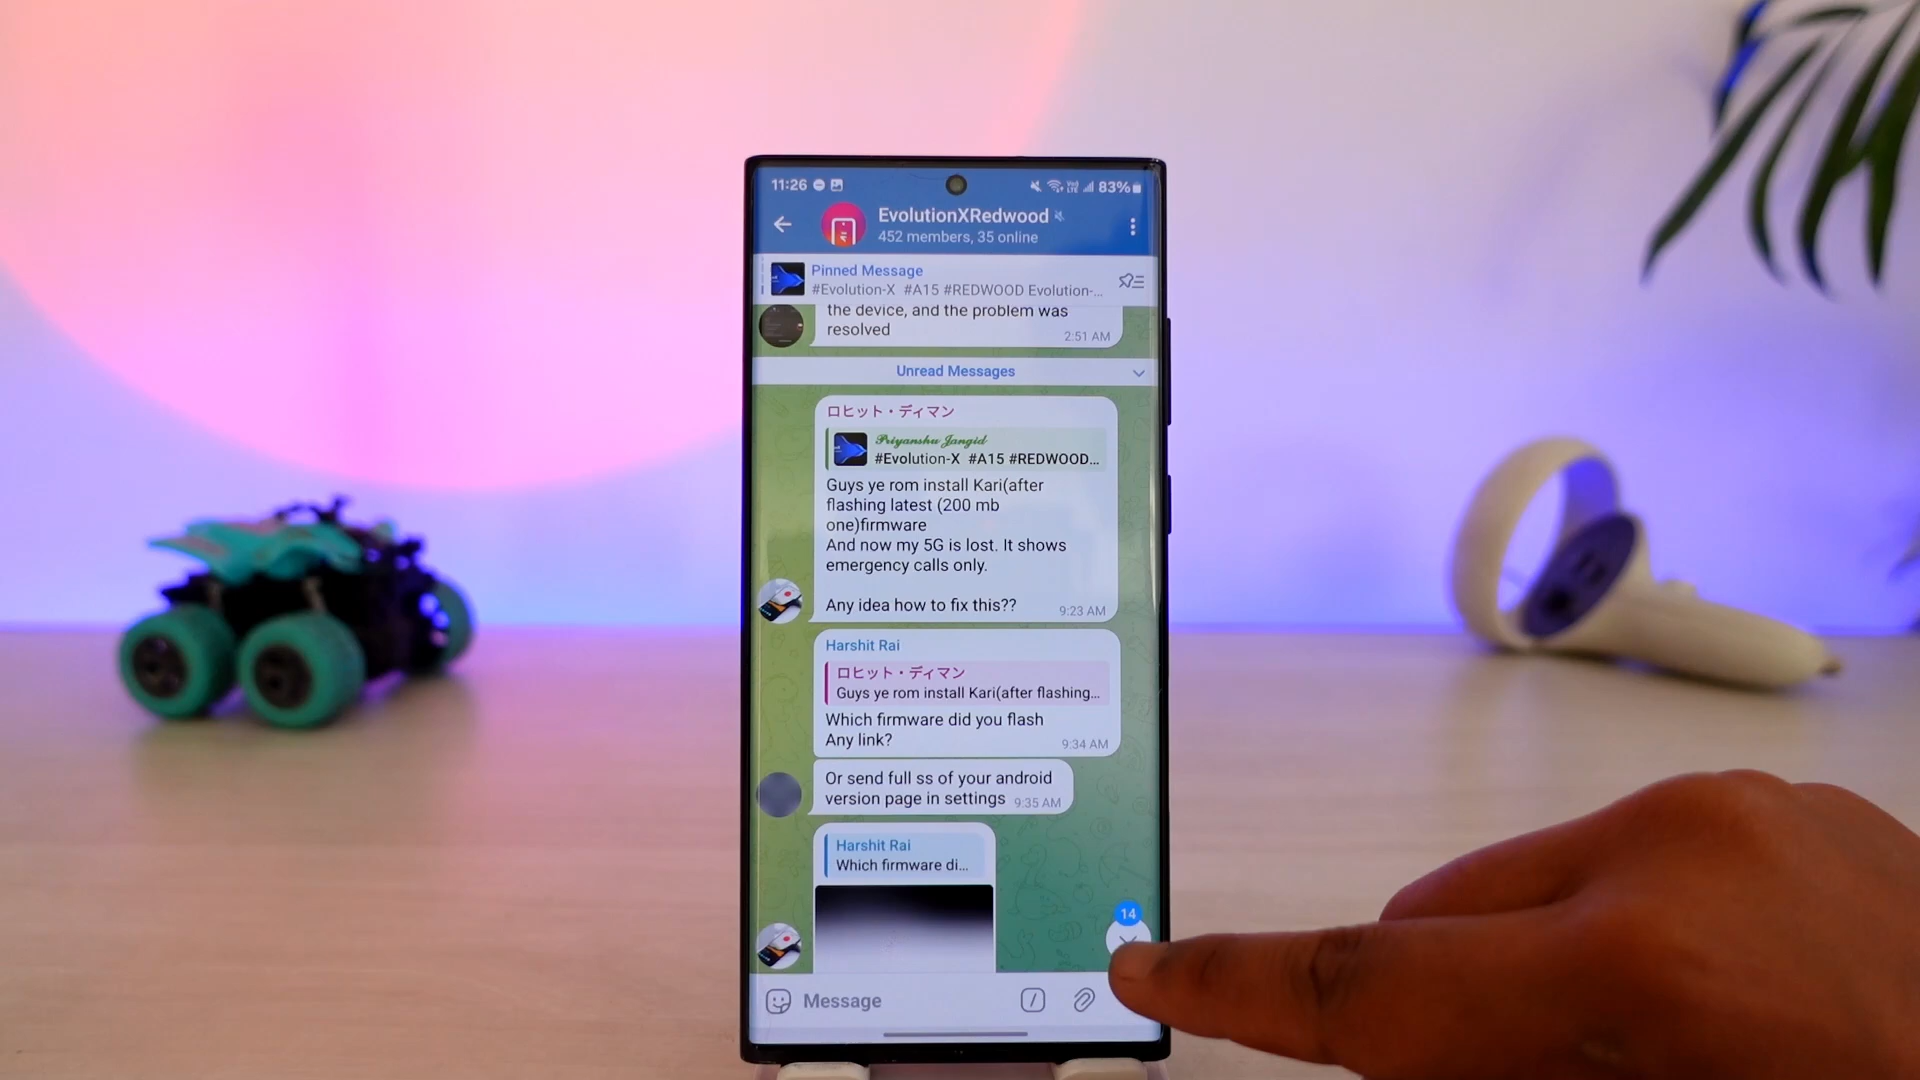 11:26
83%
EvolutionXRedwood
452 members, 35 online
Pinned Message
#Evolution-X #A15 #REDWOOD Evolution-...
the device, and the problem was
resolved
2:51 AM
Unread Messages
ロヒット・ディマン
Priyanshu Jangid
#Evolution-X #A15 #REDWOOD...
Guys ye rom install Kari(after
flashing latest (200 mb
one)firmware
And now my 5G is lost. It shows
emergency calls only.
Any idea how to fix this??
9:23 AM
Harshit Rai
ロヒット・ディマン
Guys ye rom install Kari(after flashing...
Which firmware did you flash
Any link?
9:34 AM
Or send full ss of your android
version page in settings
9:35 AM
Harshit Rai
Which firmware di...
14
Message